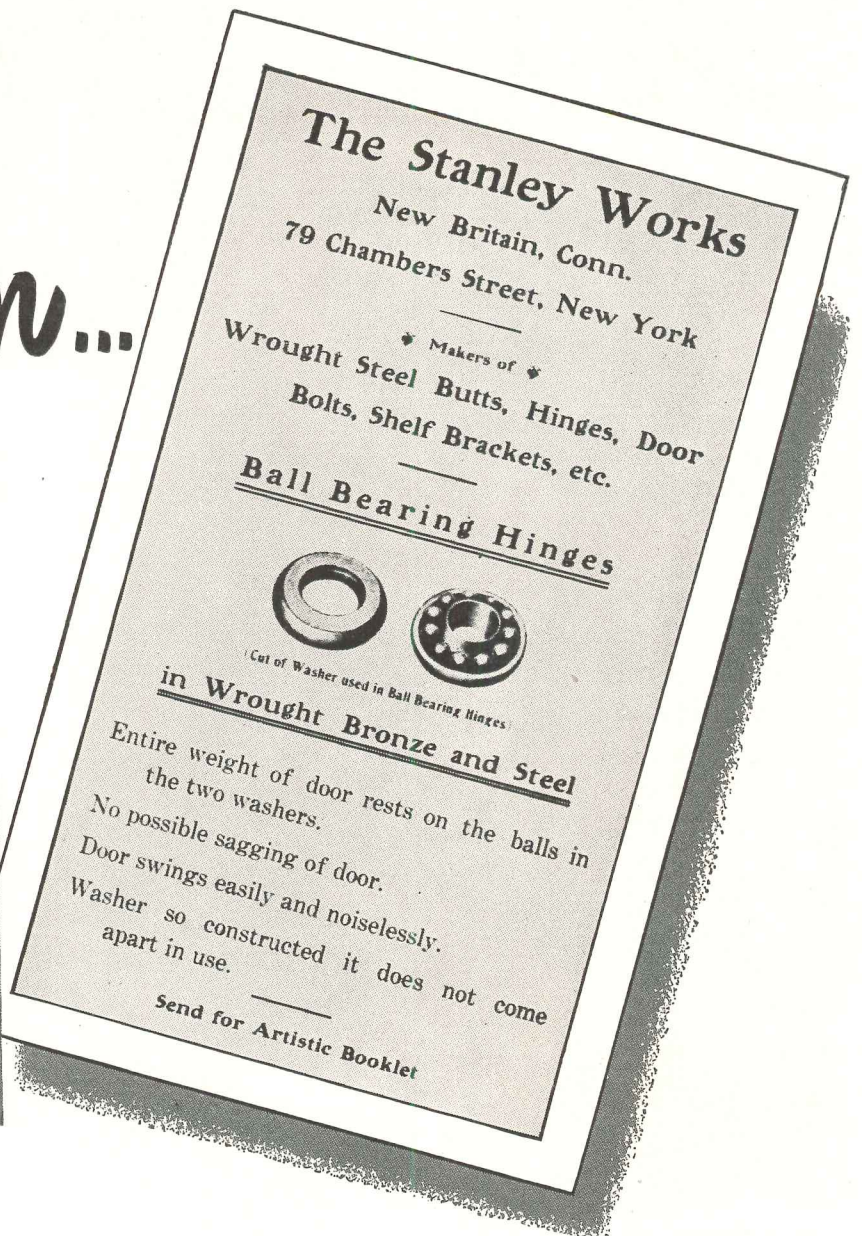 The Stanley Works
New Britain, Conn.
79 Chambers Street, New York
Makers of
Wrought Steel Butts, Hinges, Door
Bolts, Shelf Brackets, etc.
Ball Bearing Hinges
(Cut of Washer used in Ball Bearing Hinges)
in Wrought Bronze and Steel
Entire weight of door rests on the balls in
the two washers.
No possible sagging of door.
Door swings easily and noiselessly.
Washer so constructed it does not come
apart in use.
Send for Artistic Booklet